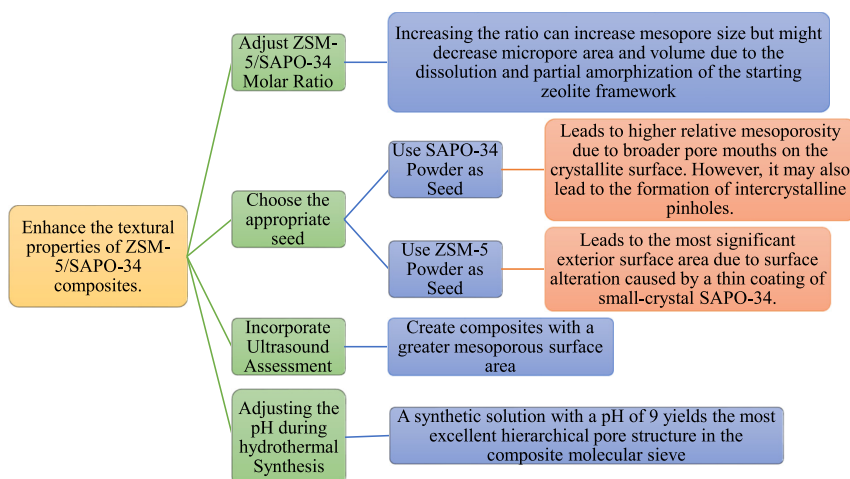 Enhance the textural
properties of ZSM-
5/SAPO-34
composites.
Adjust ZSM-
5/SAPO-34
Molar Ratio
Increasing the ratio can increase mesopore size but might
decrease micropore area and volume due to the
dissolution and partial amorphization of the starting
zeolite framework
Choose the
appropriate
seed
Use SAPO-34
Powder as
Seed
Leads to higher relative mesoporosity
due to broader pore mouths on the
crystallite surface. However, it may also
lead to the formation of intercrystalline
pinholes.
Use ZSM-5
Powder as
Seed
Leads to the most significant
exterior surface area due to surface
alteration caused by a thin coating of
small-crystal SAPO-34.
Incorporate
Ultrasound
Assessment
Create composites with a
greater mesoporous surface
area
Adjusting the
pH during
hydrothermal
Synthesis
A synthetic solution with a pH of 9 yields the most
excellent hierarchical pore structure in the
composite molecular sieve